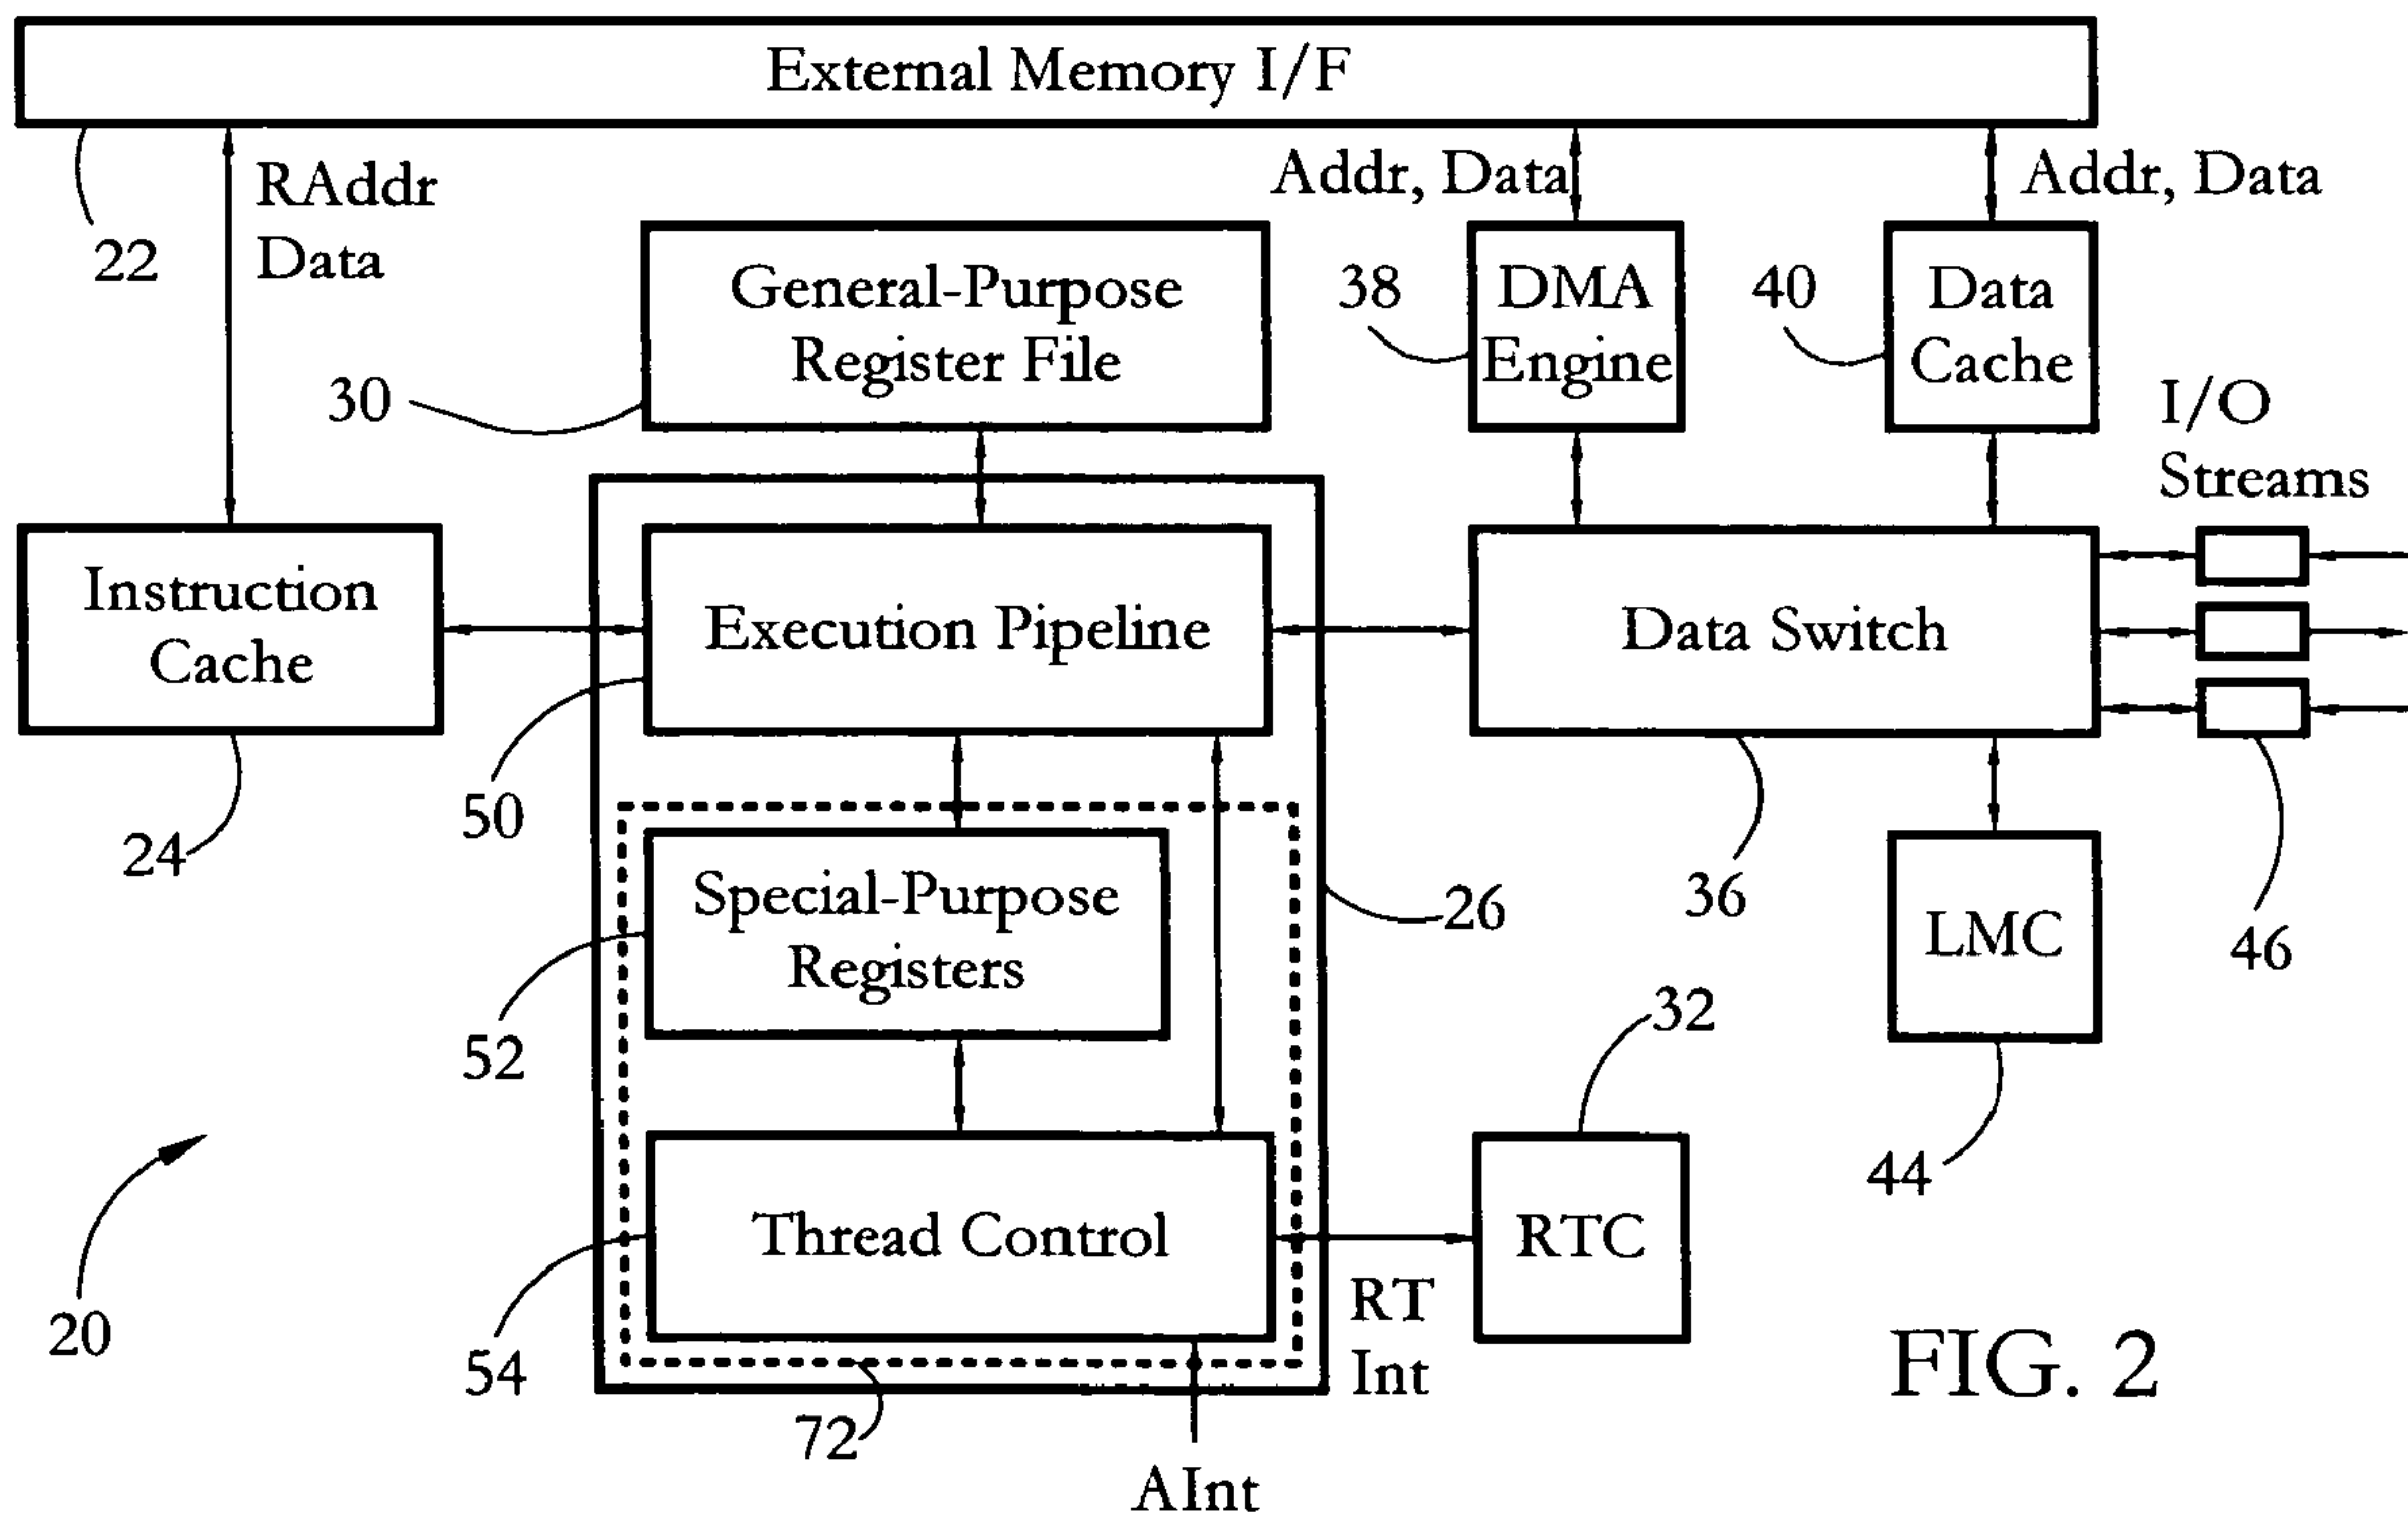 External Memory I/F
RAddr
Data
Addr, Data
Addr, Data
22
General-Purpose
Register File
30
38
DMA
Engine
40
Data
Cache
I/O
Streams
Instruction
Cache
Execution Pipeline
Data Switch
24
50
36
46
Special-Purpose
Registers
26
LMC
52
32
44
Thread Control
RTC
RT
Int
20
54
72
AInt
FIG. 2